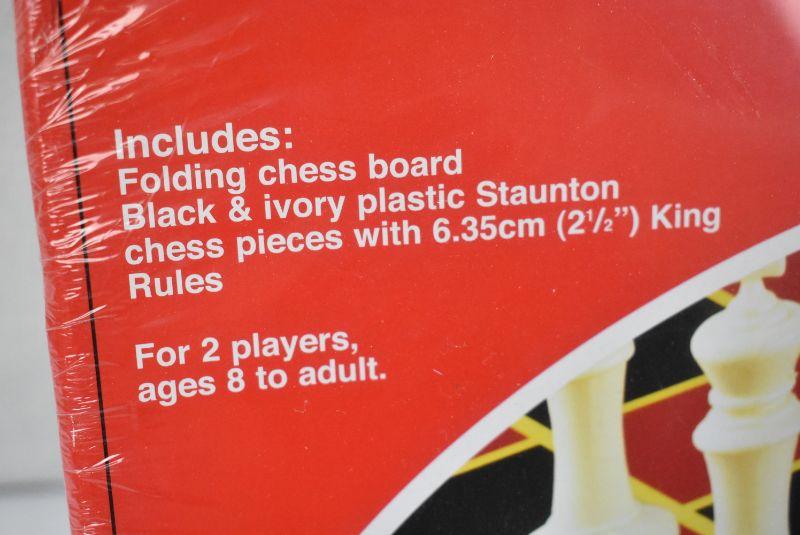 Includes:
Folding chess board
Black & ivory plastic Staunton
chess pieces with 6.35cm (2½”) King
Rules
For 2 players,
ages 8 to adult.